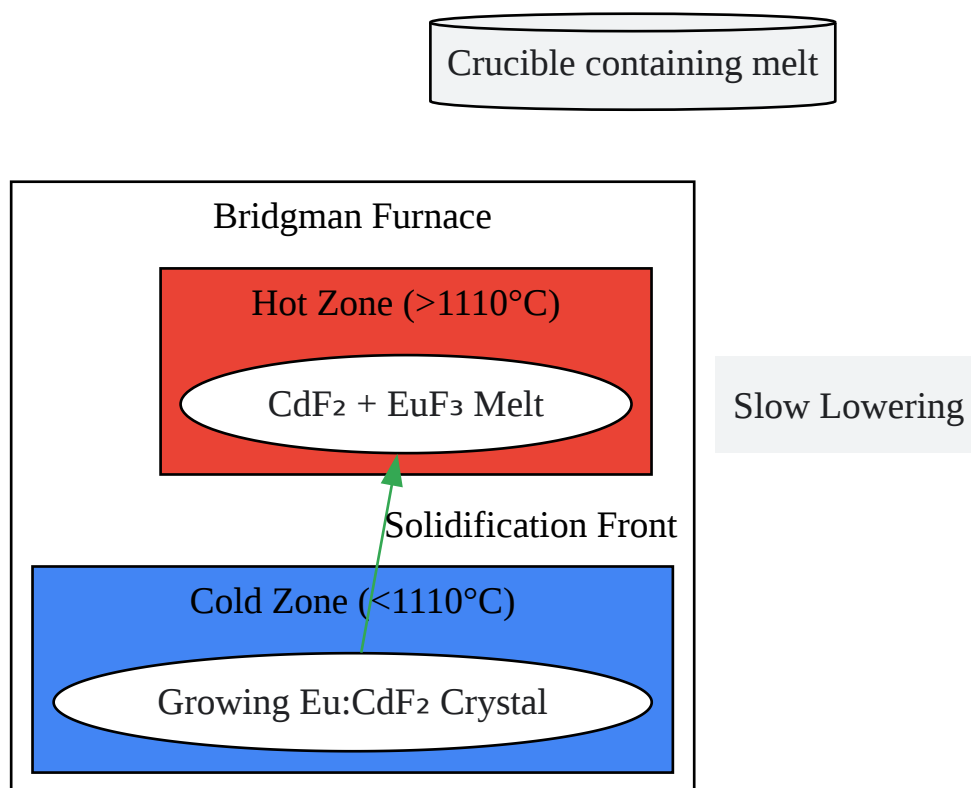 Crucible containing melt
Bridgman Furnace
Hot Zone (>1110°C)
CdF₂ + EuF₃ Melt
Slow Lowering
Solidification Front
Cold Zone (<1110°C)
Growing Eu:CdF₂ Crystal